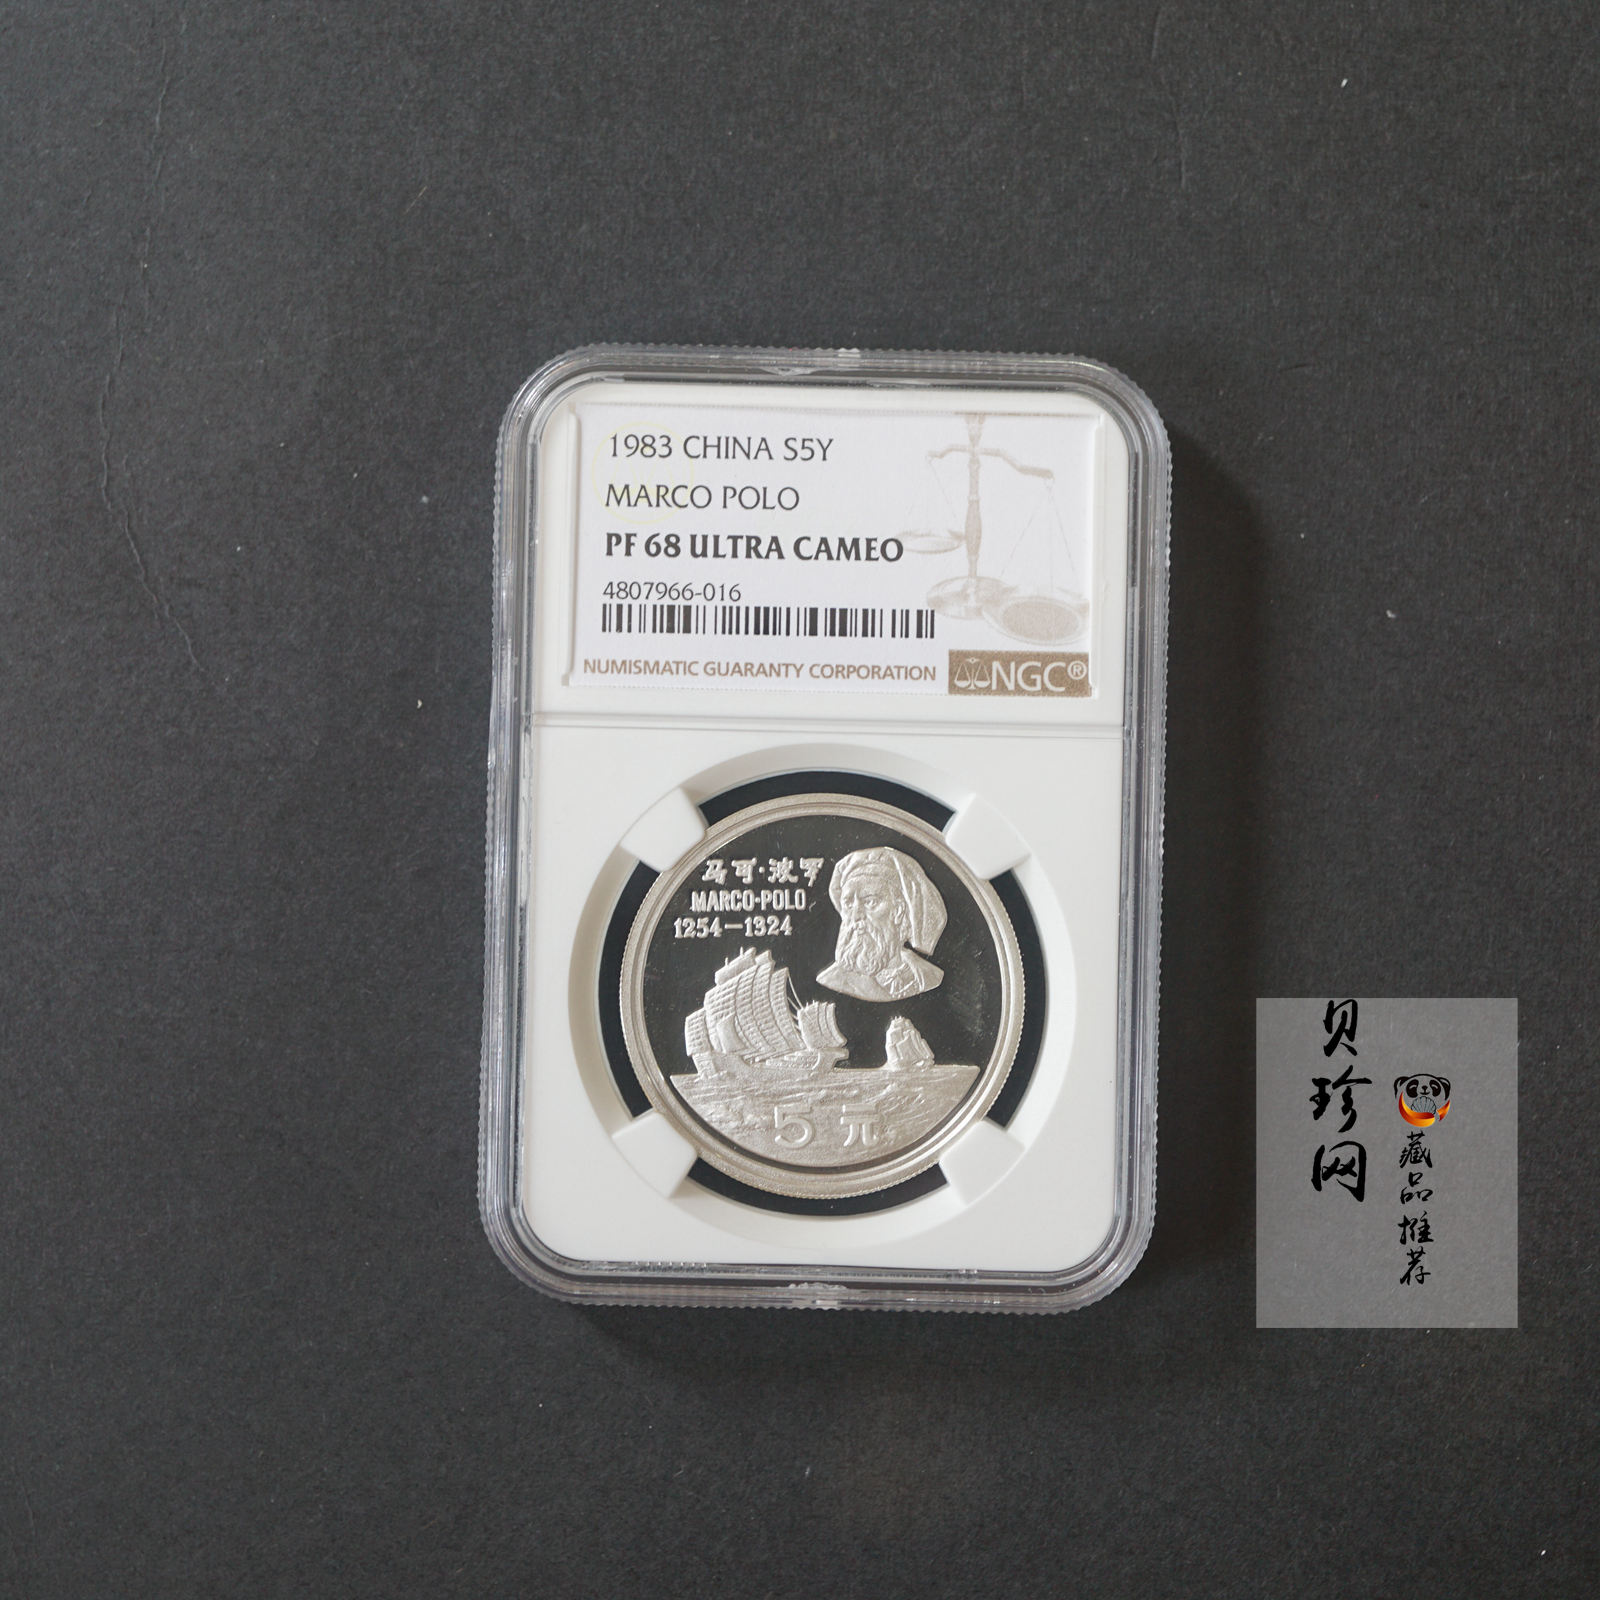 1983 CHINA S5Y
MARCO POLO
PF 68 ULTRA CAMEO
4807966-016
NUMISMATIC GUARANTY CORPORATION
NGC®
马可·波罗
MARCO·POLO
1254—1324
5元
贝珍网
藏品推荐